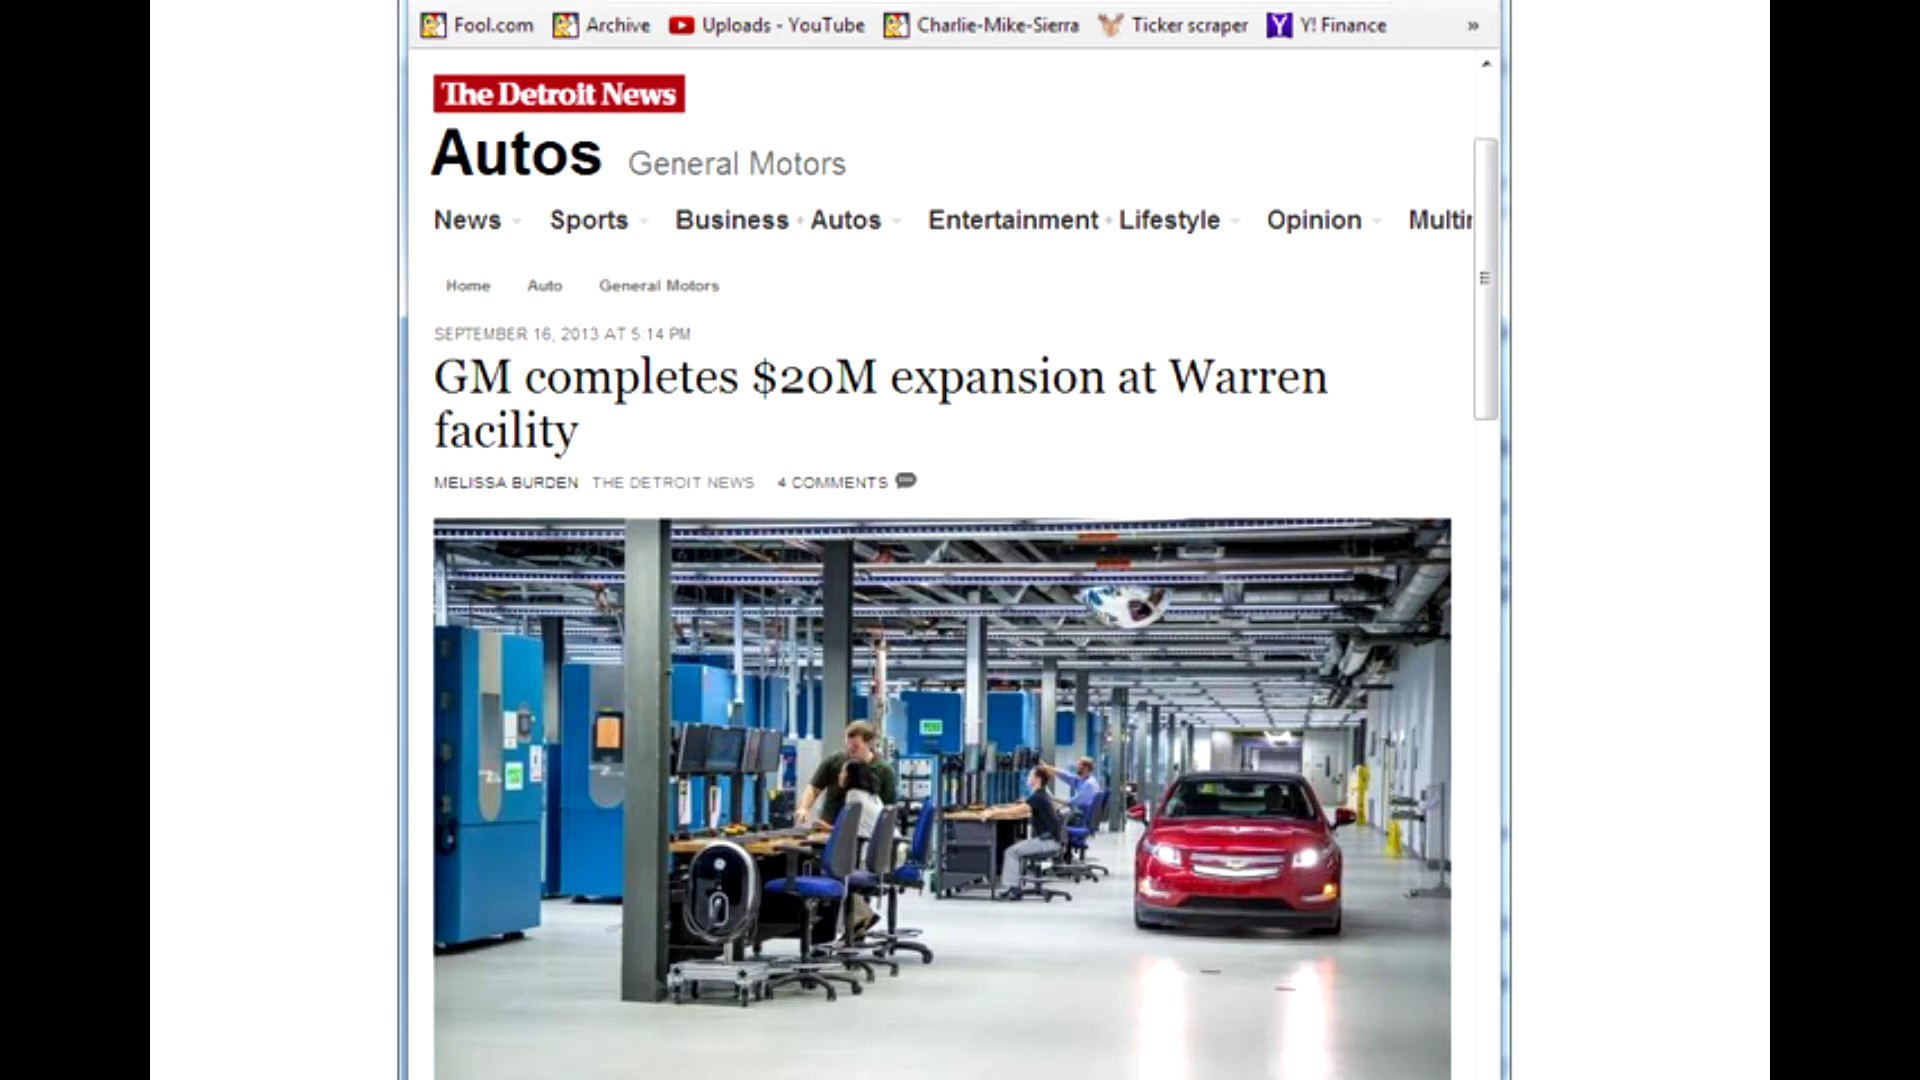 Fool.com Archive Uploads - YouTube Charlie-Mike-Sierra Ticker scraper Y! Finance »
The Detroit News
Autos General Motors
News Sports Business + Autos Entertainment + Lifestyle Opinion
Home Auto General Motors
SEPTEMBER 16, 2013 AT 5:14 PM
GM completes $20M expansion at Warren
facility
MELISSA BURDEN THE DETROIT NEWS 4 COMMENTS